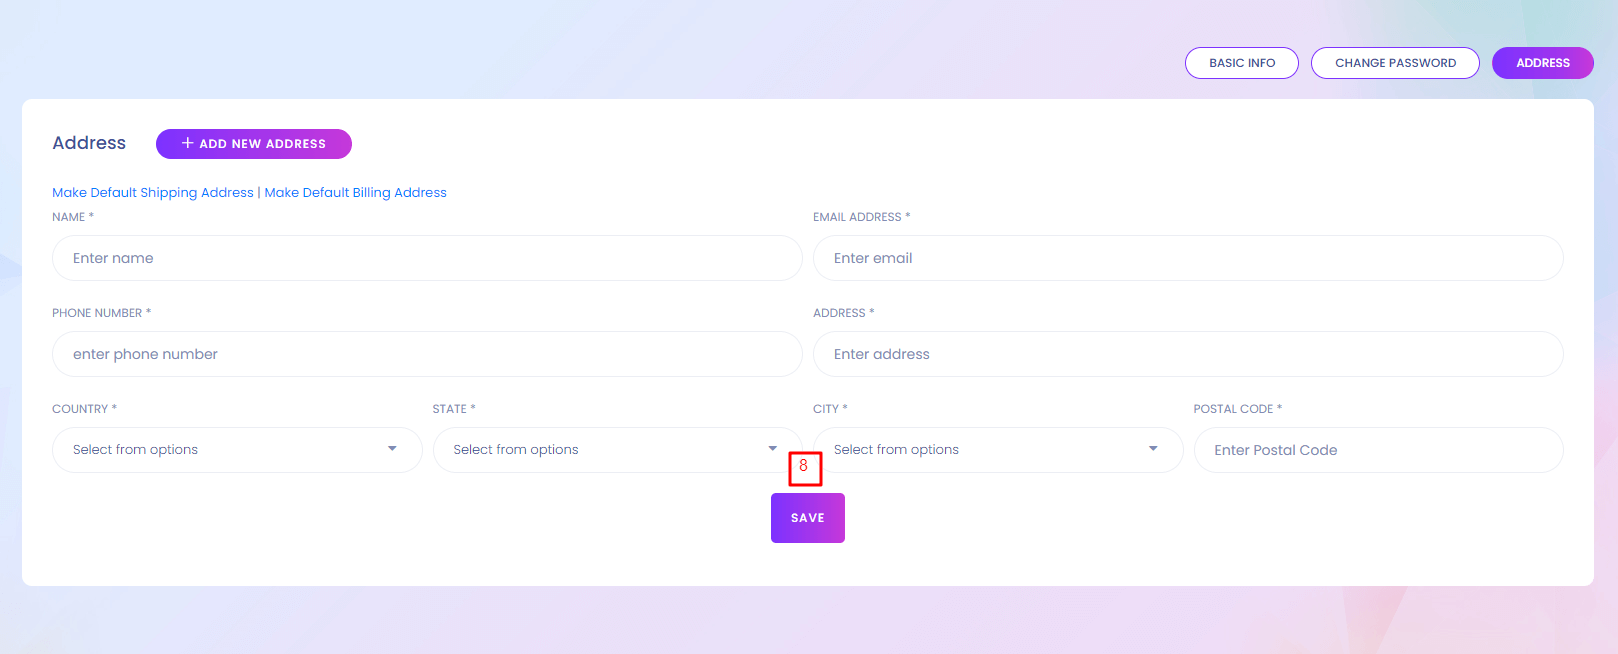 BASIC INFO CHANGE PASSWORD ADDRESS
Address + ADD NEW ADDRESS
Make Default Shipping Address | Make Default Billing Address
NAME * EMAIL ADDRESS *
Enter name Enter email
PHONE NUMBER * ADDRESS *
enter phone number Enter address
COUNTRY * STATE * CITY * POSTAL CODE *
Select from options Select from options Select from options Enter Postal Code
8
SAVE